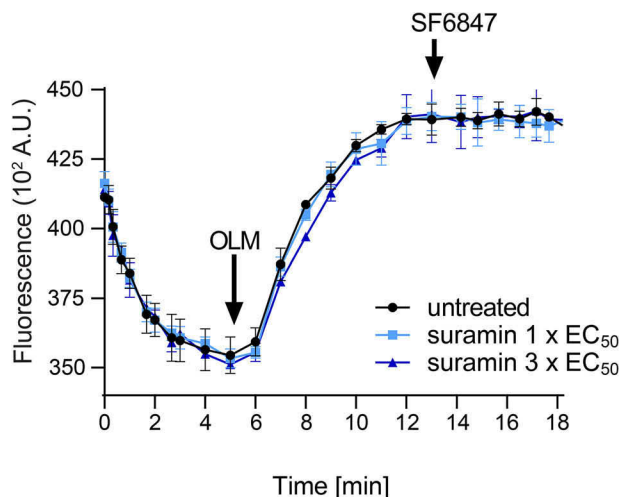 SF6847
450
425
400
375
350
Fluorescence (10² A.U.)
OLM
untreated
suramin 1 x EC₅₀
suramin 3 x EC₅₀
0 2 4 6 8 10 12 14 16 18
Time [min]